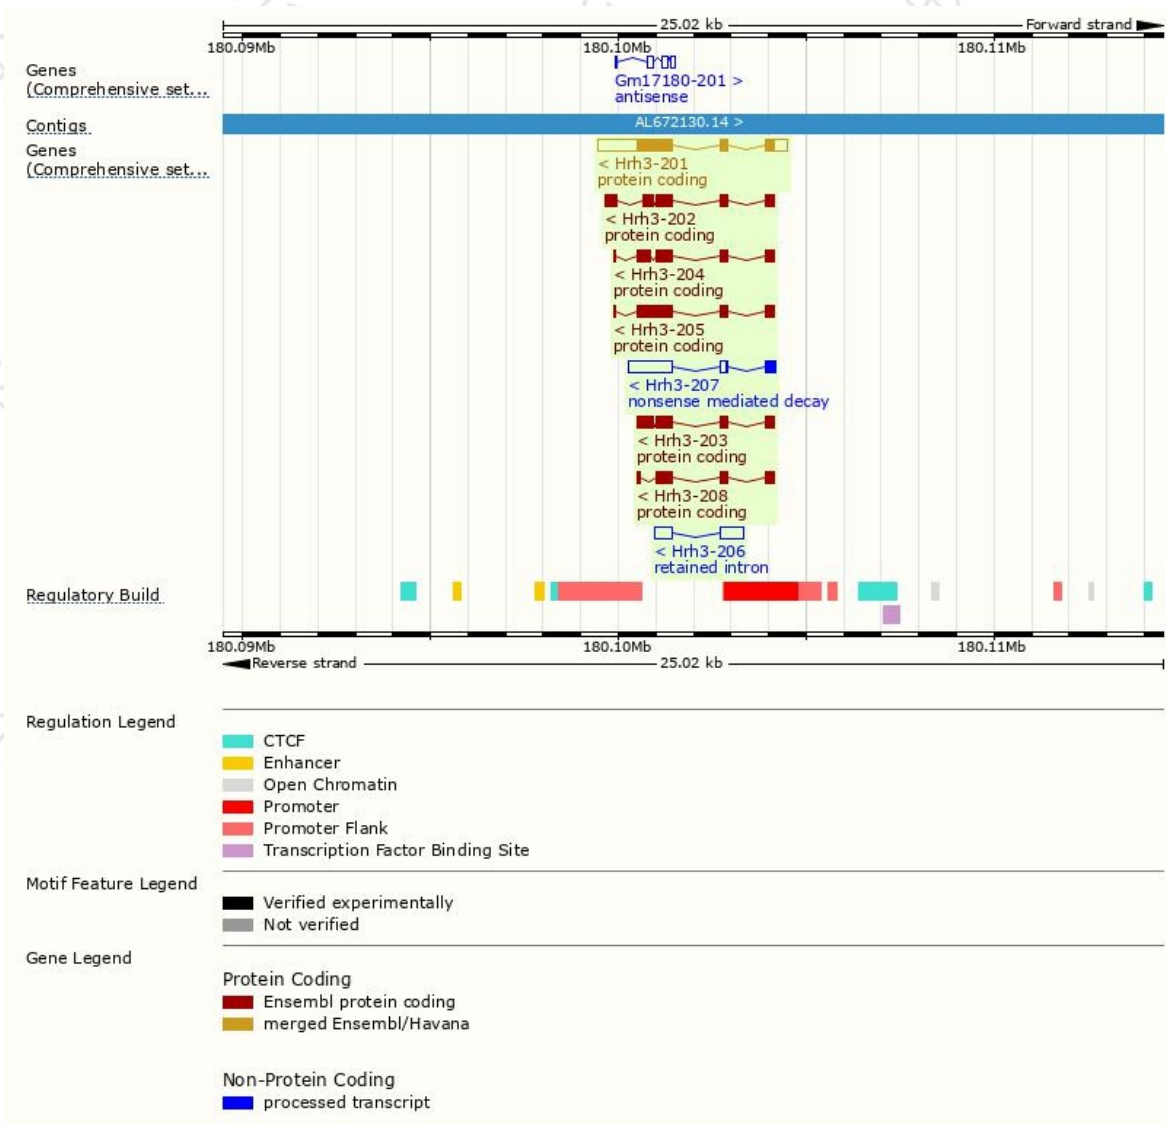 25.02 kb
Forward strand
180.09Mb 180.10Mb 180.11Mb
Genes
(Comprehensive set...
Gm17180-201 >
antisense
Contigs
AL672130.14 >
Genes
(Comprehensive set...
< Hrh3-201
protein coding
< Hrh3-202
protein coding
< Hrh3-204
protein coding
< Hrh3-205
protein coding
< Hrh3-207
nonsense mediated decay
< Hrh3-203
protein coding
< Hrh3-208
protein coding
< Hrh3-206
retained intron
Regulatory Build
180.09Mb 180.10Mb 180.11Mb
Reverse strand
25.02 kb
Regulation Legend
CTCF
Enhancer
Open Chromatin
Promoter
Promoter Flank
Transcription Factor Binding Site
Motif Feature Legend
Verified experimentally
Not verified
Gene Legend
Protein Coding
Ensembl protein coding
merged Ensembl/Havana
Non-Protein Coding
processed transcript